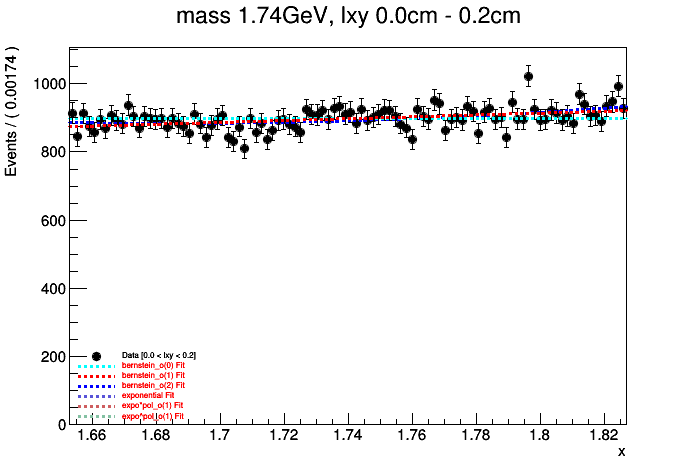 mass 1.74GeV, lxy 0.0cm - 0.2cm
Events / ( 0.00174 )
1000
800
600
400
200
0
Data [0.0 < lxy < 0.2]
bernstein_o(0) Fit
bernstein_o(1) Fit
bernstein_o(2) Fit
exponential Fit
expo*pol_o(1) Fit
expo*pol_o(1) Fit
1.66 1.68 1.7 1.72 1.74 1.76 1.78 1.8 1.82
x